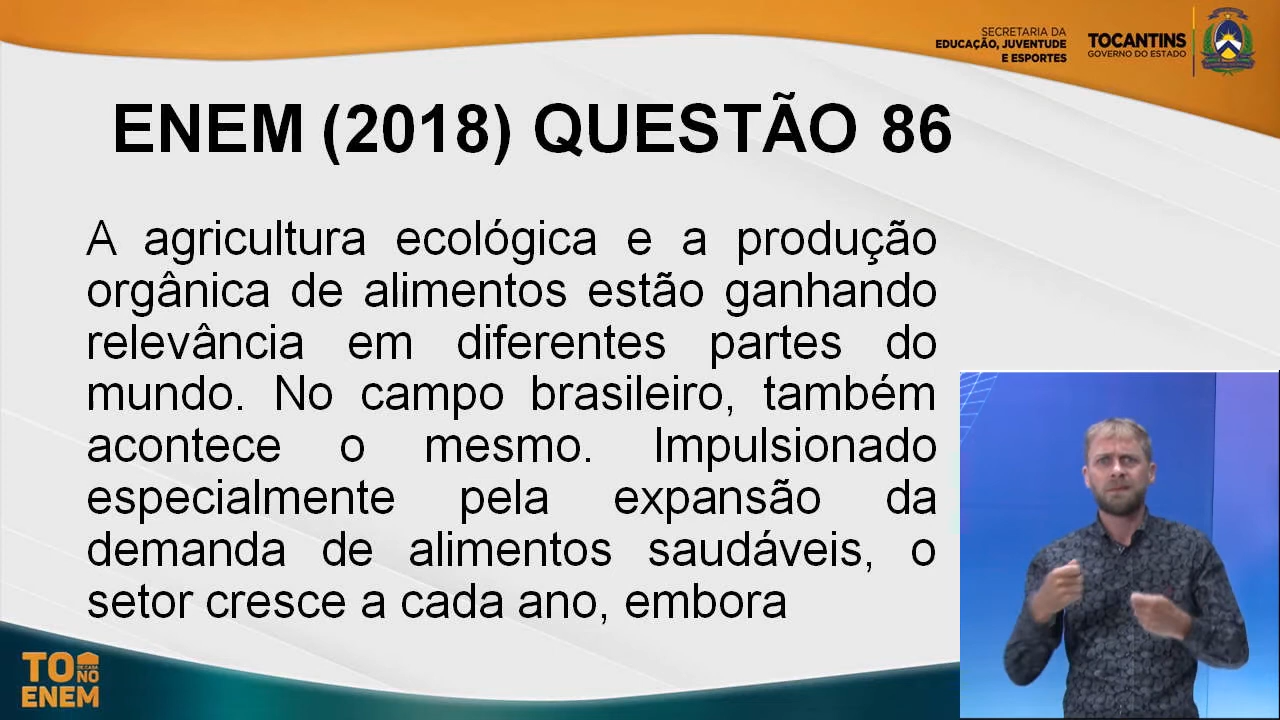 SECRETARIA DA
EDUCAÇÃO, JUVENTUDE
E ESPORTES
TOCANTINS
GOVERNO DO ESTADO
ENEM (2018) QUESTÃO 86
A agricultura ecológica e a produção
orgânica de alimentos estão ganhando
relevância em diferentes partes do
mundo. No campo brasileiro, também
acontece o mesmo. Impulsionado
especialmente pela expansão da
demanda de alimentos saudáveis, o
setor cresce a cada ano, embora
TO
DE CASA
NO
ENEM